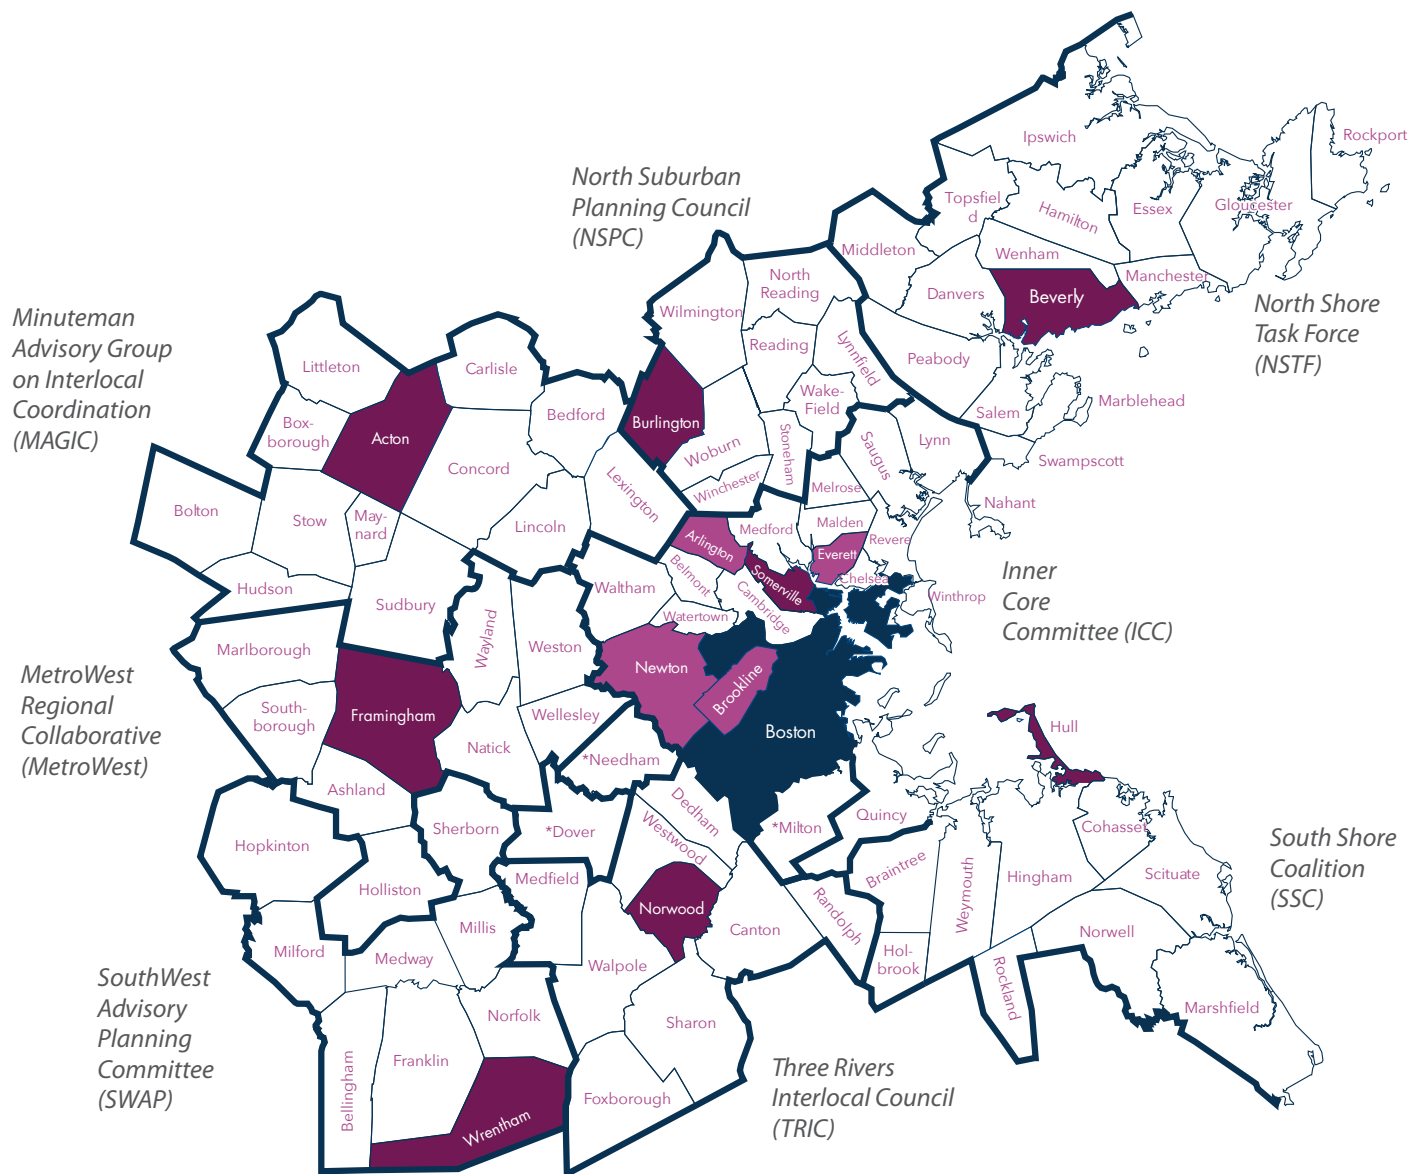 Ipswich
Rockport
North Suburban
Planning Council
(NSPC)
Topsfiel
d
Hamilton
Essex
Gloucester
Middleton
Wenham
North
Reading
Manchester
Danvers
Beverly
North Shore
Task Force
(NSTF)
Minuteman
Advisory Group
on Interlocal
Coordination
(MAGIC)
Wilmington
Reading
Lynnfield
Peabody
Littleton
Carlisle
Wake-
Field
Salem
Marblehead
Bedford
Burlington
Box-
borough
Acton
Woburn
Stoneham
Saugus
Lynn
Swampscott
Concord
Winchester
Melrose
Nahant
Lexington
Bolton
Stow
May-
nard
Lincoln
Medford
Malden
Revere
Arlington
Everett
Chelsea
Somerville
Belmont
Cambridge
Winthrop
Inner
Core
Committee (ICC)
Hudson
Sudbury
Waltham
Watertown
Wayland
Weston
Marlborough
Newton
Brookline
MetroWest
Regional
Collaborative
(MetroWest)
South-
borough
Framingham
Wellesley
Boston
Hull
Natick
*Needham
Ashland
Dedham
Westwood
Sherborn
*Dover
*Milton
Quincy
Cohasset
Hopkinton
South Shore
Coalition
(SSC)
Medfield
Braintree
Weymouth
Hingham
Scituate
Holliston
Norwood
Randolph
Millis
Canton
Norwell
Milford
Medway
Walpole
Hol-
brook
Rockland
SouthWest
Advisory
Planning
Committee
(SWAP)
Norfolk
Sharon
Marshfield
Bellingham
Franklin
Three Rivers
Interlocal Council
(TRIC)
Foxborough
Wrentham